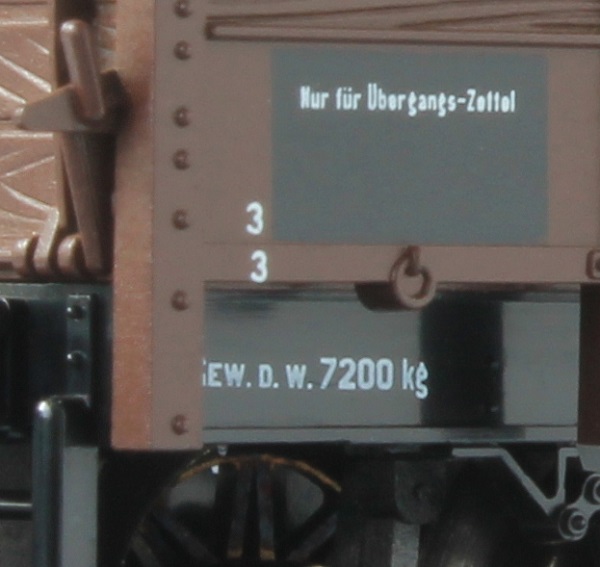 Nur für Übergangs-Zettel
3
3
GEW. D. W. 7200 kg